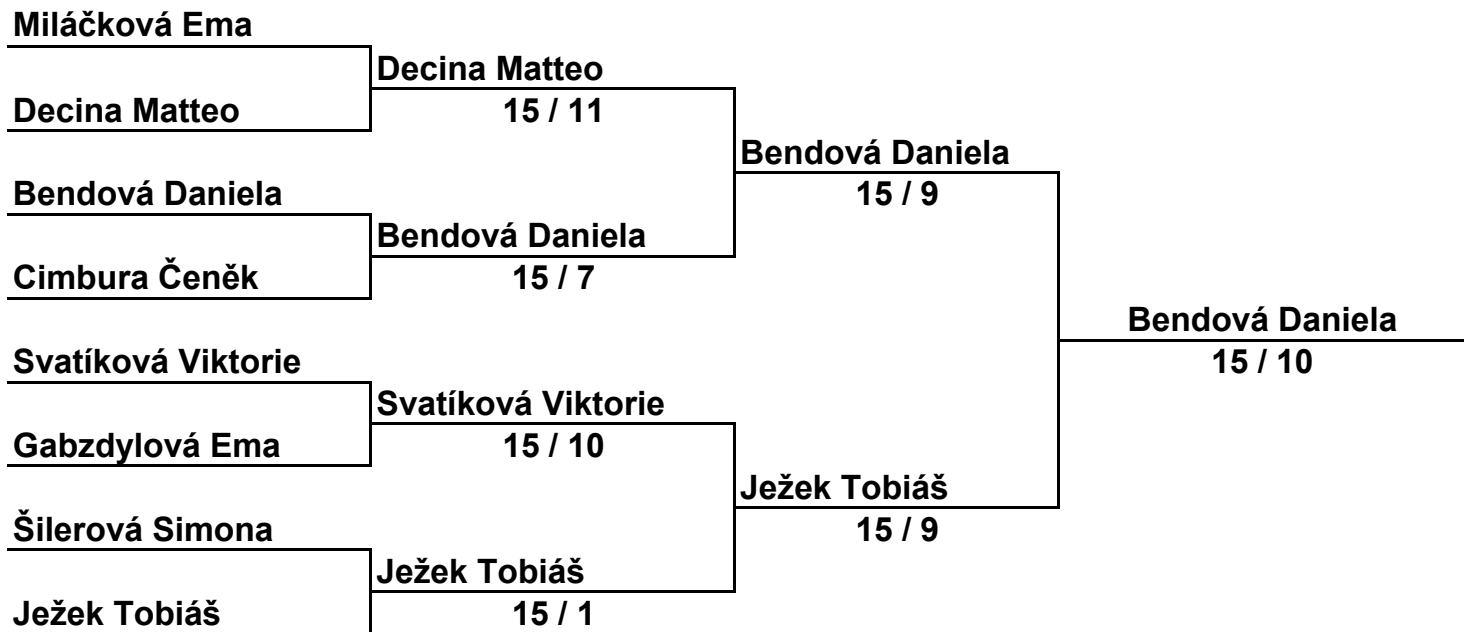 Miláčková Ema
Decina Matteo
Decina Matteo
15 / 11
Bendová Daniela
Bendová Daniela
15 / 9
Bendová Daniela
Cimbura Čeněk
15 / 7
Bendová Daniela
Svatíková Viktorie
15 / 10
Svatíková Viktorie
Gabzdylová Ema
15 / 10
Ježek Tobiáš
Šilerová Simona
15 / 9
Ježek Tobiáš
Ježek Tobiáš
15 / 1